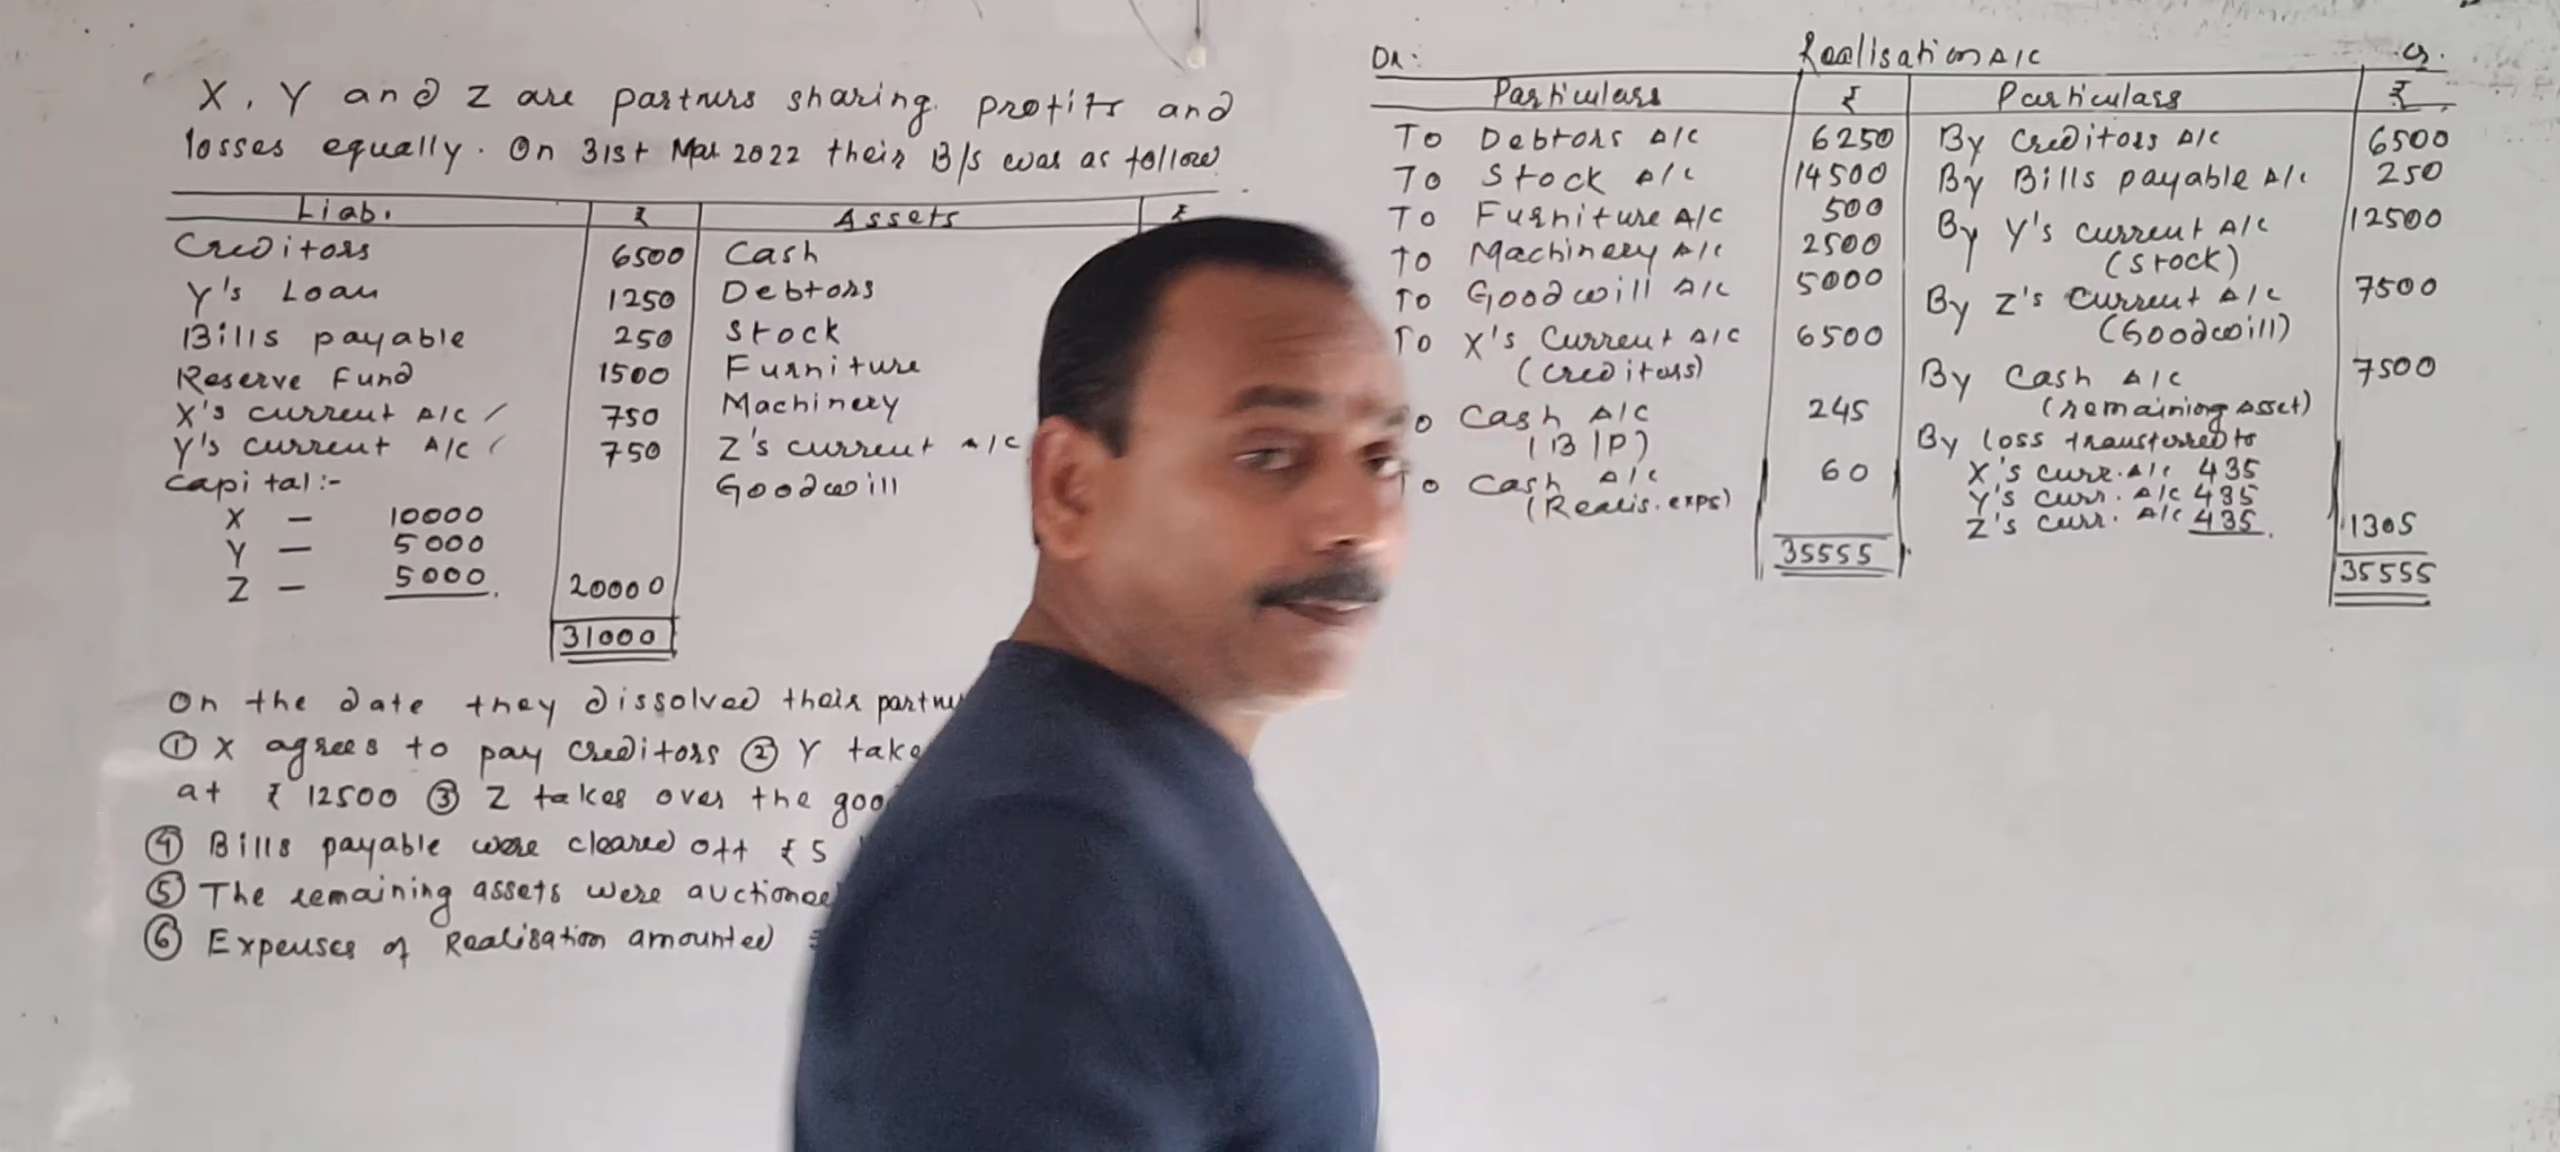 X, Y and Z are partners sharing profits and
losses equally. On 31st Mar 2022 their B/s was as follow
Liab. ₹ Assets ₹
Creditors 6500 Cash
Y's Loan 1250 Debtors
Bills payable 250 Stock
Reserve Fund 1500 Furniture
X's current A/C 750 Machinery
Y's current A/C 750 Z's current A/C
Capital:- Goodwill
X — 10000
Y — 5000
Z — 5000 20000
31000
On the date they dissolved their
① X agrees to pay creditors ② Y
at ₹ 12500 ③ Z takes over the
④ Bills payable were cleared off ₹ 5
⑤ The remaining assets were
⑥ Expenses of Realisation amounted
Dr. Realisation A/C Cr.
Particulars ₹ Particulars ₹
To Debtors A/C 6250 By Creditors A/C 6500
To Stock A/C 14500 By Bills payable A/C 250
To Furniture A/C 500 By Y's current A/C 12500
To Machinery A/C 2500 (Stock)
To Goodwill A/C 5000 By Z's Current A/C 7500
To X's Current A/C 6500 (Goodwill)
(creditors) By Cash A/C 7500
Cash A/C 245 (remaining asset)
(B/P) By loss transferred to
To Cash A/C 60 X's curr. A/C 435
(Realis. exps) Y's curr. A/C 435
Z's curr. A/C 435 1305
35555 35555